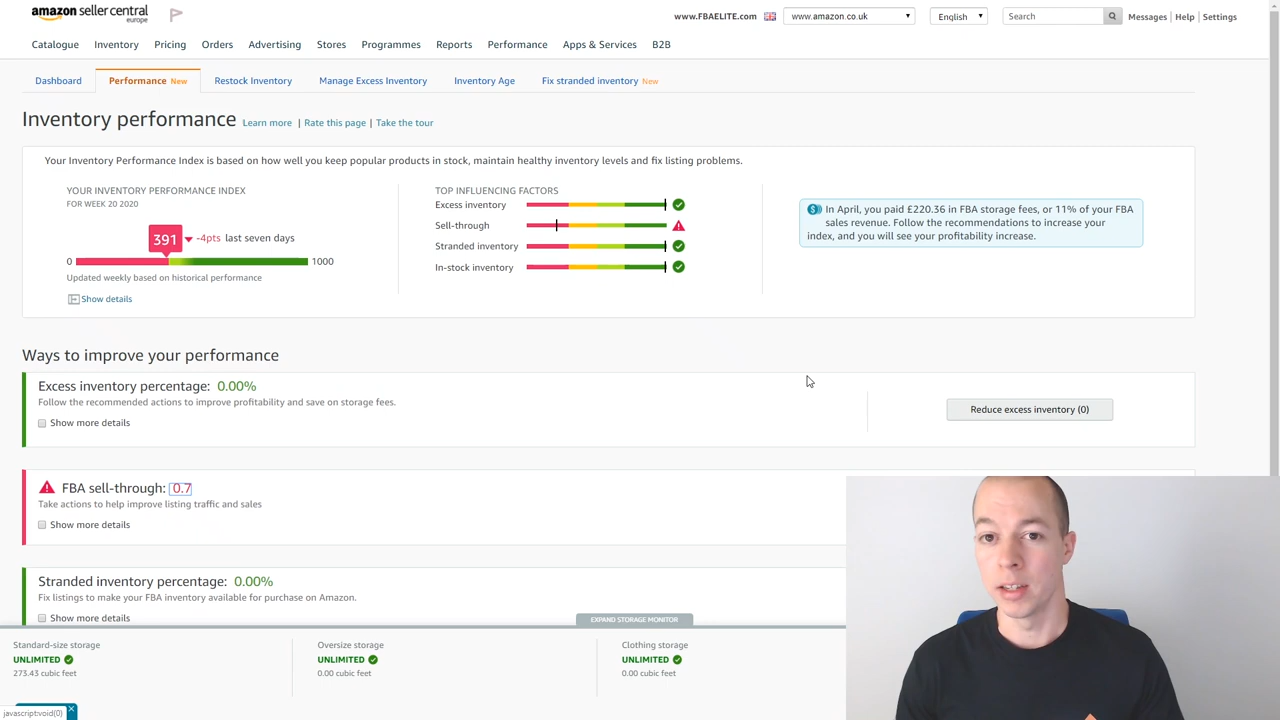 amazon seller central
europe
www.FBAELITE.com
www.amazon.co.uk
English
Search
Messages | Help | Settings
Catalogue Inventory Pricing Orders Advertising Stores Programmes Reports Performance Apps & Services B2B
Dashboard Performance New Restock Inventory Manage Excess Inventory Inventory Age Fix stranded inventory New
Inventory performance Learn more | Rate this page | Take the tour
Your Inventory Performance Index is based on how well you keep popular products in stock, maintain healthy inventory levels and fix listing problems.
YOUR INVENTORY PERFORMANCE INDEX
FOR WEEK 20 2020
391 -4pts last seven days
0 1000
Updated weekly based on historical performance
Show details
TOP INFLUENCING FACTORS
Excess inventory
Sell-through
Stranded inventory
In-stock inventory
In April, you paid £220.36 in FBA storage fees, or 11% of your FBA
sales revenue. Follow the recommendations to increase your
index, and you will see your profitability increase.
Ways to improve your performance
Excess inventory percentage: 0.00%
Follow the recommended actions to improve profitability and save on storage fees.
Show more details
Reduce excess inventory (0)
FBA sell-through: 0.7
Take actions to help improve listing traffic and sales
Show more details
Stranded inventory percentage: 0.00%
Fix listings to make your FBA inventory available for purchase on Amazon.
Show more details
EXPAND STORAGE MONITOR
Standard-size storage
UNLIMITED
273.43 cubic feet
Oversize storage
UNLIMITED
0.00 cubic feet
Clothing storage
UNLIMITED
0.00 cubic feet
javascript:void(0)